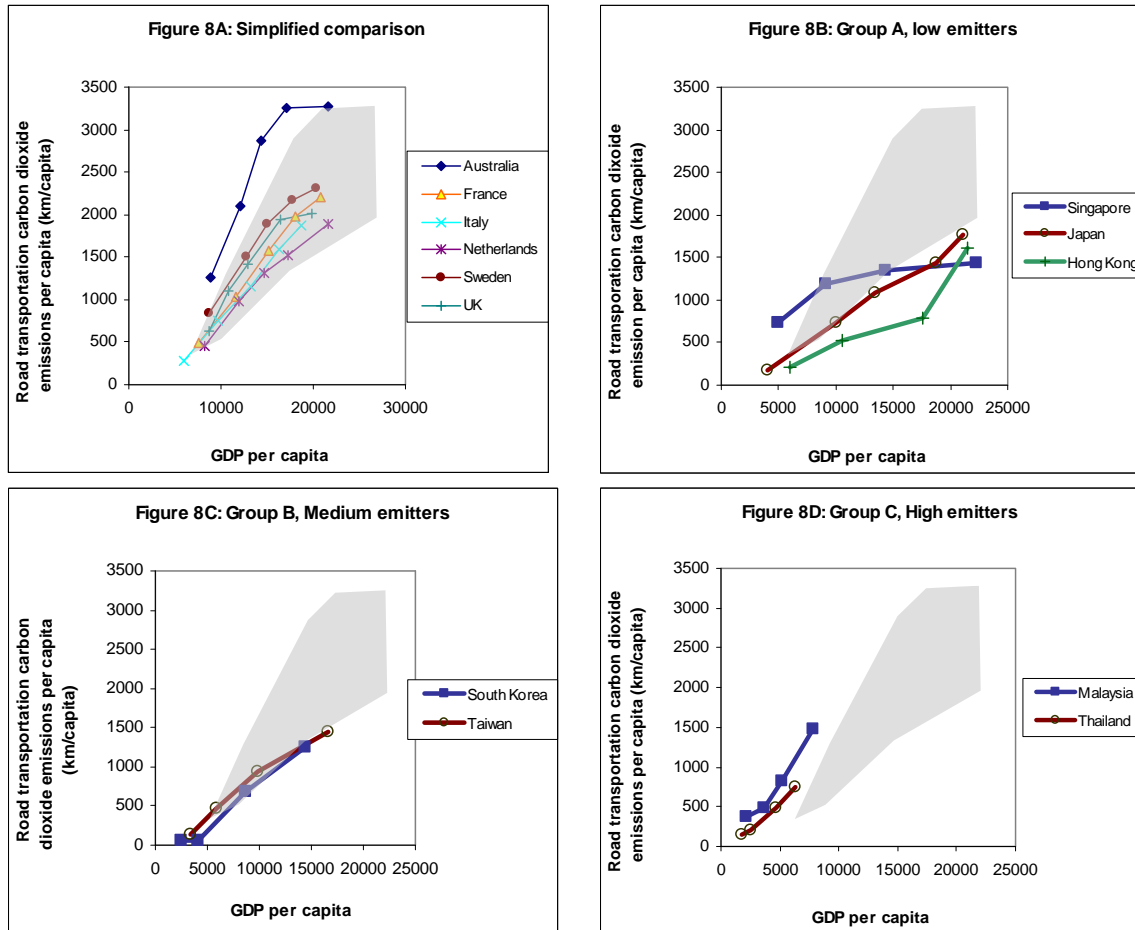 Figure 8A: Simplified comparison
Road transportation carbon dioxide
emissions per capita (km/capita)
3500
3000
2500
2000
1500
1000
500
0
0 10000 20000 30000
GDP per capita
Australia
France
Italy
Netherlands
Sweden
UK
Figure 8B: Group A, low emitters
Road transporation carbon dixoide
emission per capita (km/capita)
3500
3000
2500
2000
1500
1000
500
0
0 5000 10000 15000 20000 25000
GDP per capita
Singapore
Japan
Hong Kong
Figure 8C: Group B, Medium emitters
Road transportation carbon
dioxide emissions per capita
(km/capita)
3500
3000
2500
2000
1500
1000
500
0
0 5000 10000 15000 20000 25000
GDP per capita
South Korea
Taiwan
Figure 8D: Group C, High emitters
Road transportation carbon dioxide
emissions per capita (km/capita)
3500
3000
2500
2000
1500
1000
500
0
0 5000 10000 15000 20000 25000
GDP per capita
Malaysia
Thailand